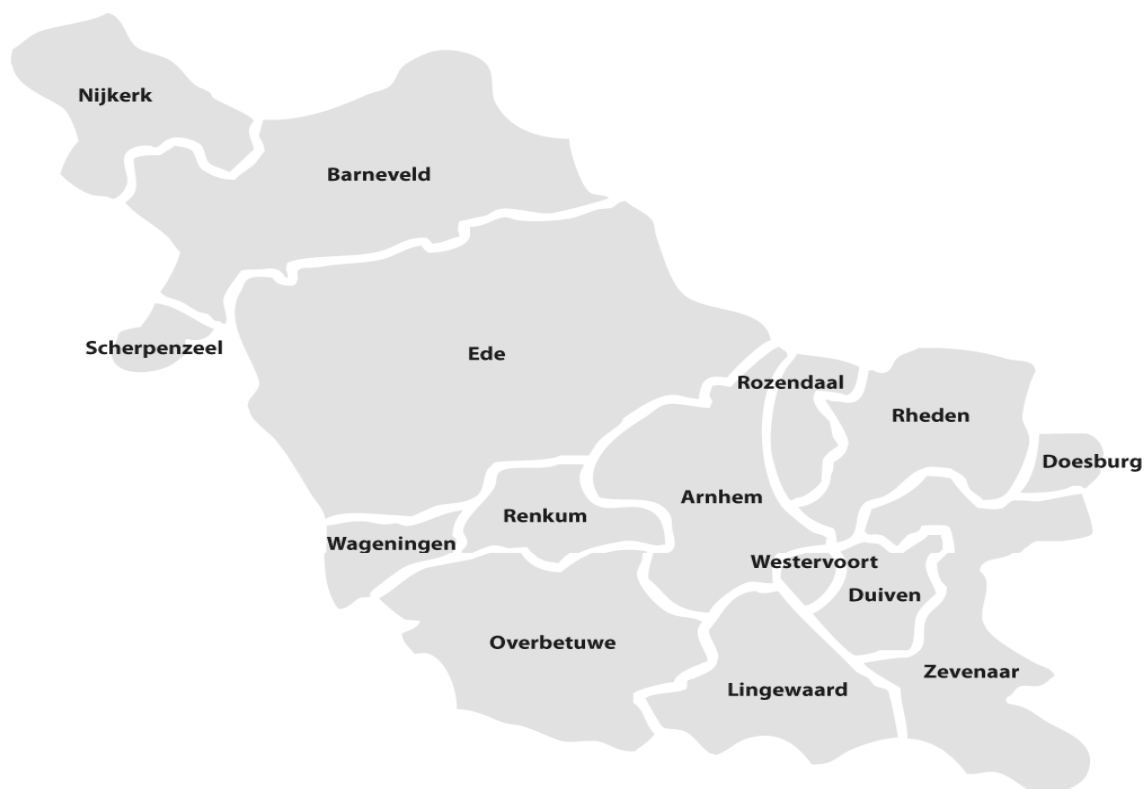 Nijkerk
Barneveld
Scherpenzeel
Ede
Rozendaal
Rheden
Doesburg
Arnhem
Renkum
Wageningen
Westervoort
Duiven
Overbetuwe
Zevenaar
Lingewaard